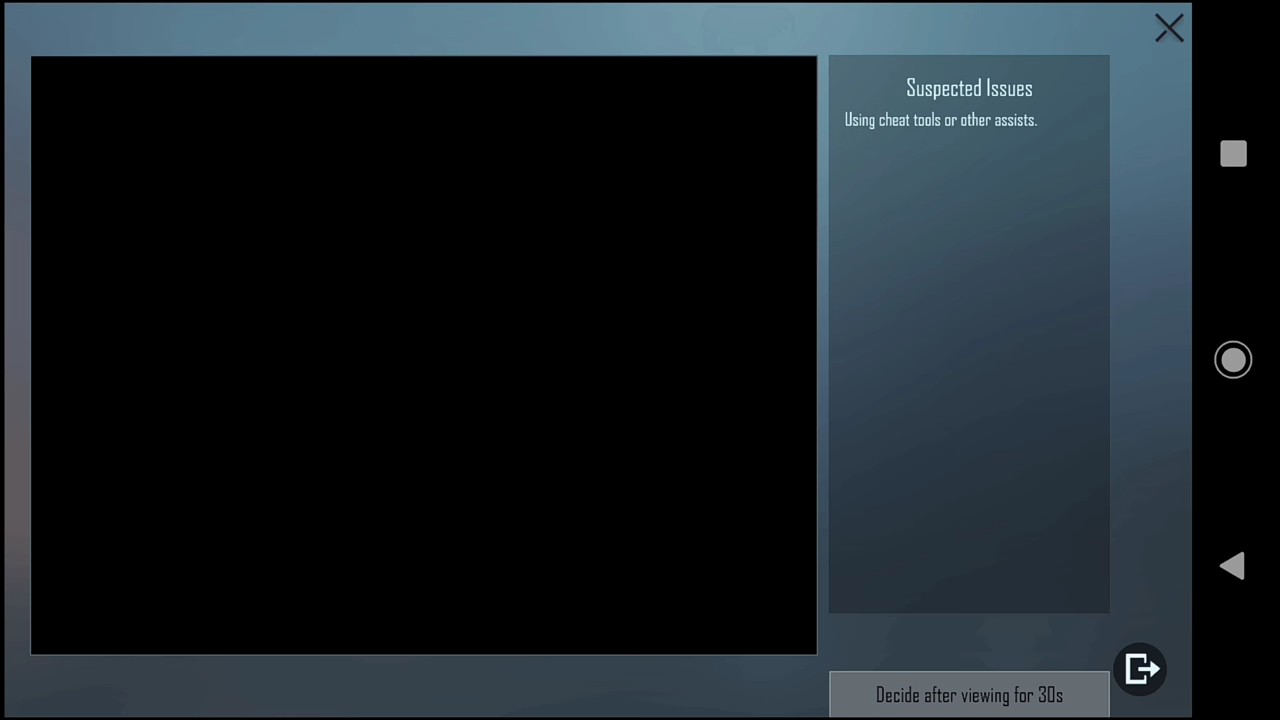 Suspected Issues
Using cheat tools or other assists.
Decide after viewing for 30s